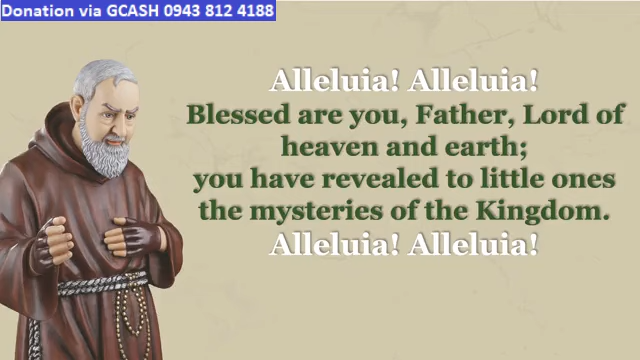 Donation via GCASH 0943 812 4188
Alleluia! Alleluia!
Blessed are you, Father, Lord of
heaven and earth;
you have revealed to little ones
the mysteries of the Kingdom.
Alleluia! Alleluia!